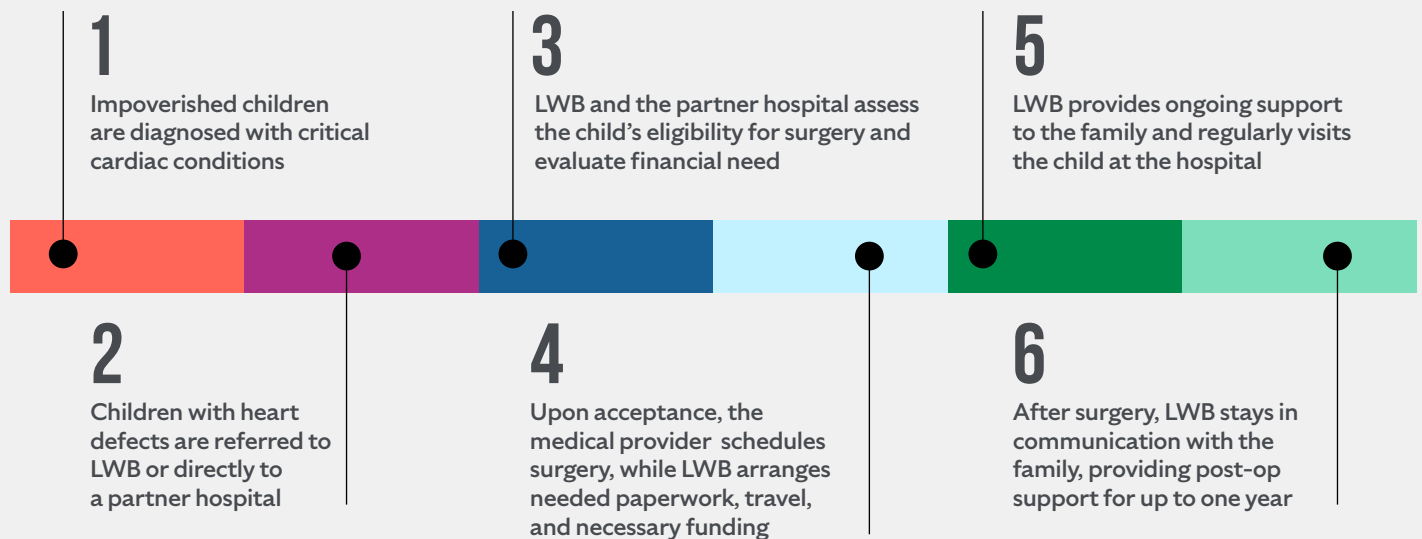 1
Impoverished children
are diagnosed with critical
cardiac conditions
2
Children with heart
defects are referred to
LWB or directly to
a partner hospital
3
LWB and the partner hospital assess
the child’s eligibility for surgery and
evaluate financial need
4
Upon acceptance, the
medical provider schedules
surgery, while LWB arranges
needed paperwork, travel,
and necessary funding
5
LWB provides ongoing support
to the family and regularly visits
the child at the hospital
6
After surgery, LWB stays in
communication with the
family, providing post-op
support for up to one year